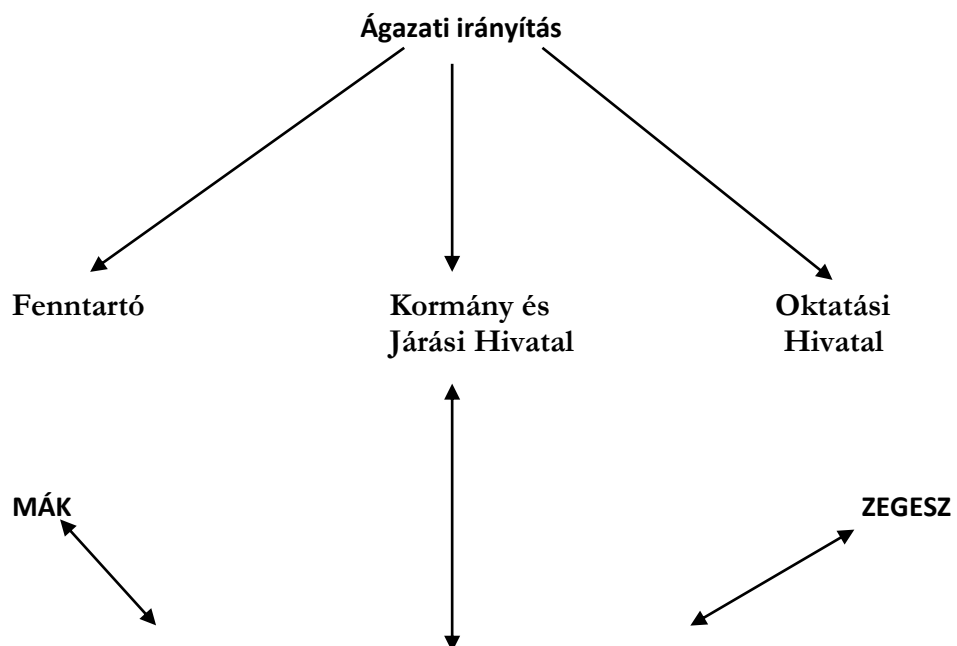 Ágazati irányítás
Fenntartó
Kormány és
Járási Hivatal
Oktatási
Hivatal
MÁK
ZEGESZ